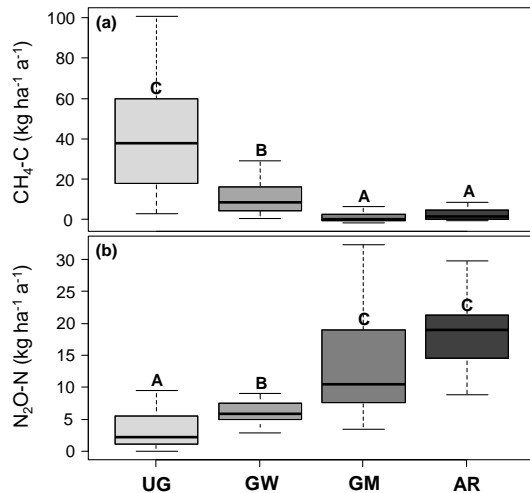 (a)
CH₄-C (kg ha⁻¹ a⁻¹)
100
80
60
40
20
0
C
B
A
A
(b)
N₂O-N (kg ha⁻¹ a⁻¹)
30
25
20
15
10
5
0
A
B
C
C
UG GW GM AR